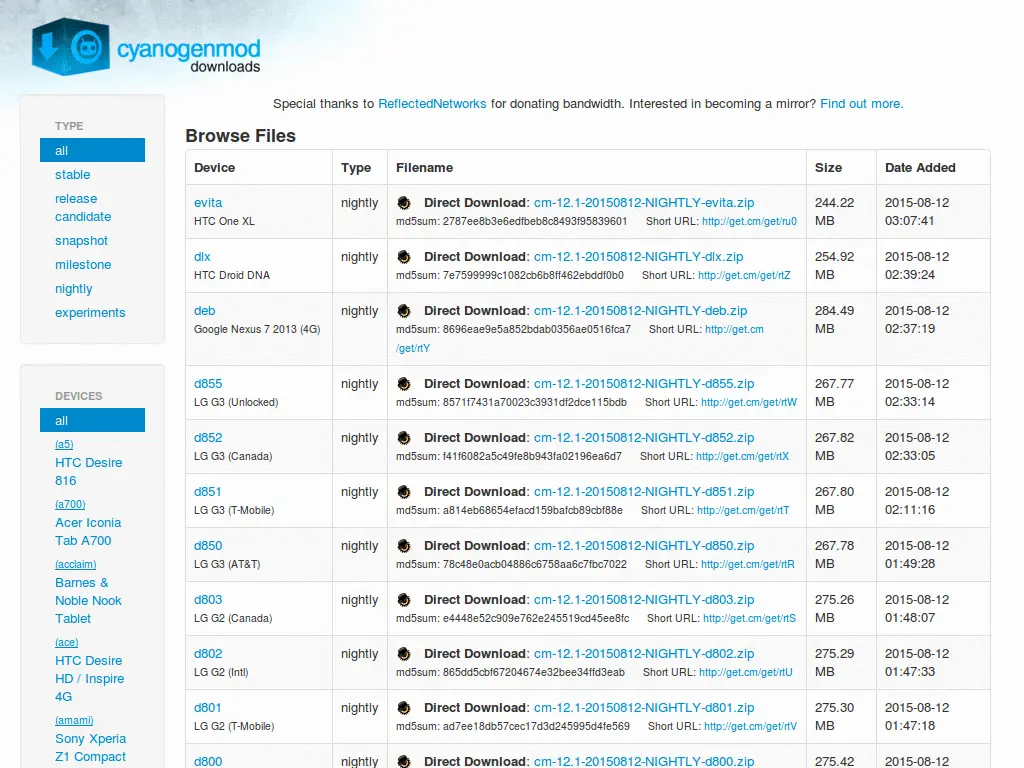 cyanogenmod
downloads
Special thanks to ReflectedNetworks for donating bandwidth. Interested in becoming a mirror? Find out more.
TYPE
all
stable
release
candidate
snapshot
milestone
nightly
experiments
DEVICES
all
(a5)
HTC Desire
816
(a700)
Acer Iconia
Tab A700
(acclaim)
Barnes &
Noble Nook
Tablet
(ace)
HTC Desire
HD / Inspire
4G
(amami)
Sony Xperia
Z1 Compact
Browse Files
Device Type Filename Size Date Added
evita nightly Direct Download: cm-12.1-20150812-NIGHTLY-evita.zip 244.22 2015-08-12
HTC One XL md5sum: 2787ee8b3e6edfbeb8c8493f95839601 Short URL: http://get.cm/get/ru0 MB 03:07:41
dlx nightly Direct Download: cm-12.1-20150812-NIGHTLY-dlx.zip 254.92 2015-08-12
HTC Droid DNA md5sum: 7e7599999c1082cb6b8ff462ebddf0b0 Short URL: http://get.cm/get/rtZ MB 02:39:24
deb nightly Direct Download: cm-12.1-20150812-NIGHTLY-deb.zip 284.49 2015-08-12
Google Nexus 7 2013 (4G) md5sum: 8696eae9e5a852bdab0356ae0516fca7 Short URL: http://get.cm MB 02:37:19
/get/rtY
d855 nightly Direct Download: cm-12.1-20150812-NIGHTLY-d855.zip 267.77 2015-08-12
LG G3 (Unlocked) md5sum: 8571f7431a70023c3931df2dce115bdb Short URL: http://get.cm/get/rtW MB 02:33:14
d852 nightly Direct Download: cm-12.1-20150812-NIGHTLY-d852.zip 267.82 2015-08-12
LG G3 (Canada) md5sum: f41f6082a5c49fe8b943fa02196ea6d7 Short URL: http://get.cm/get/rtX MB 02:33:05
d851 nightly Direct Download: cm-12.1-20150812-NIGHTLY-d851.zip 267.80 2015-08-12
LG G3 (T-Mobile) md5sum: a814eb68654efacd159bafcb89cbf88e Short URL: http://get.cm/get/rtT MB 02:11:16
d850 nightly Direct Download: cm-12.1-20150812-NIGHTLY-d850.zip 267.78 2015-08-12
LG G3 (AT&T) md5sum: 78c48e0acb04886c6758aa6c7fbc7022 Short URL: http://get.cm/get/rtR MB 01:49:28
d803 nightly Direct Download: cm-12.1-20150812-NIGHTLY-d803.zip 275.26 2015-08-12
LG G2 (Canada) md5sum: e4448e52c909e762e245519cd45ee8fc Short URL: http://get.cm/get/rtS MB 01:48:07
d802 nightly Direct Download: cm-12.1-20150812-NIGHTLY-d802.zip 275.29 2015-08-12
LG G2 (Intl) md5sum: 865dd5cbf67204674e32bee34ffd3eab Short URL: http://get.cm/get/rtU MB 01:47:33
d801 nightly Direct Download: cm-12.1-20150812-NIGHTLY-d801.zip 275.30 2015-08-12
LG G2 (T-Mobile) md5sum: ad7ee18db57cec17d3d245995d4fe569 Short URL: http://get.cm/get/rtV MB 01:47:18
d800 nightly Direct Download: cm-12.1-20150812-NIGHTLY-d800.zip 275.42 2015-08-12